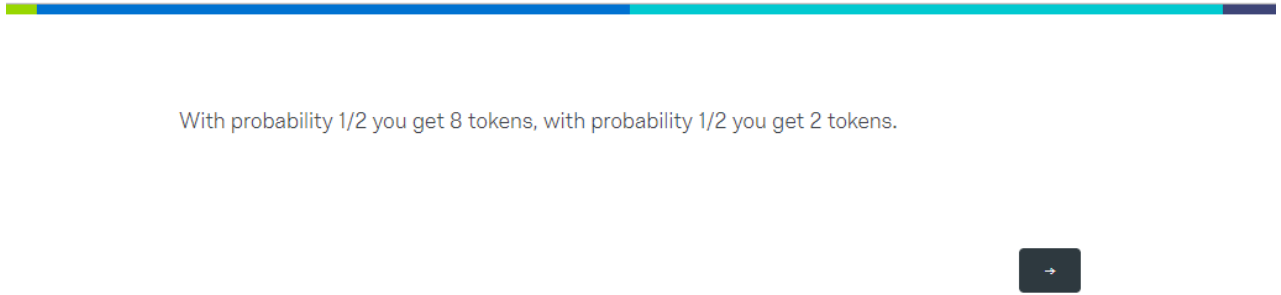 With probability 1/2 you get 8 tokens, with probability 1/2 you get 2 tokens.
→